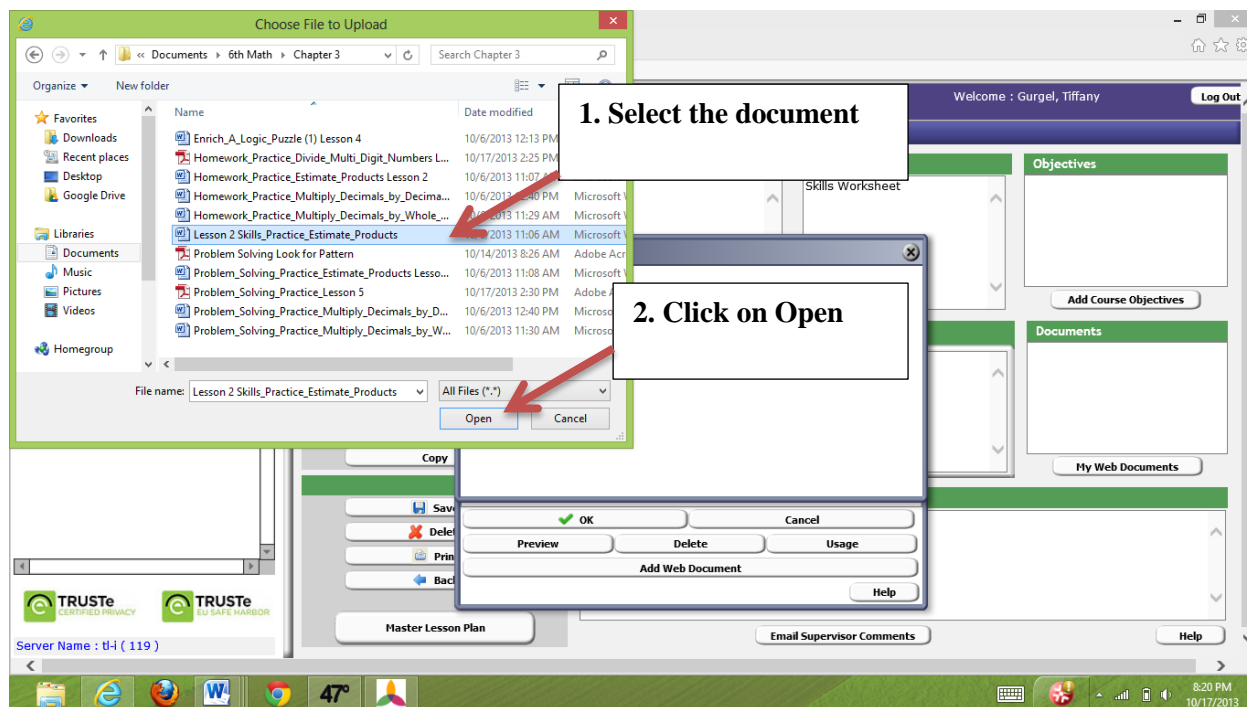 Choose File to Upload
« Documents ▸ 6th Math ▸ Chapter 3
Search Chapter 3
Organize ▾ New folder
Favorites
Downloads
Recent places
Desktop
Google Drive
Libraries
Documents
Music
Pictures
Videos
Homegroup
Name Date modified
Enrich_A_Logic_Puzzle (1) Lesson 4 10/6/2013 12:13 PM
Homework_Practice_Divide_Multi_Digit_Numbers L... 10/17/2013 2:25 PM
Homework_Practice_Estimate_Products Lesson 2 10/6/2013 11:07
Homework_Practice_Multiply_Decimals_by_Decima... 10/6/2013 PM Microsoft
Homework_Practice_Multiply_Decimals_by_Whole_... 2013 11:29 AM Microsoft
Lesson 2 Skills_Practice_Estimate_Products 2013 11:06 AM Microsoft
Problem Solving Look for Pattern 10/14/2013 8:26 AM Adobe Acr
Problem_Solving_Practice_Estimate_Products Lesso... 10/6/2013 11:08 AM Microsoft
Problem_Solving_Practice_Lesson 5 10/17/2013 2:30 PM Adobe
Problem_Solving_Practice_Multiply_Decimals_by_D... 10/6/2013 12:40 PM Microso
Problem_Solving_Practice_Multiply_Decimals_by_W... 10/6/2013 11:30 AM Microso
File name: Lesson 2 Skills_Practice_Estimate_Products All Files (*.*)
Open Cancel
1. Select the document
2. Click on Open
Welcome : Gurgel, Tiffany
Log Out
Objectives
Skills Worksheet
Add Course Objectives
Documents
My Web Documents
Copy
Save
Delet
Prin
Bac
Master Lesson Plan
OK Cancel
Preview Delete Usage
Add Web Document
Help
Email Supervisor Comments
Help
TRUSTe
CERTIFIED PRIVACY
TRUSTe
EU SAFE HARBOR
Server Name : tl-i ( 119 )
47°
8:20 PM
10/17/2013